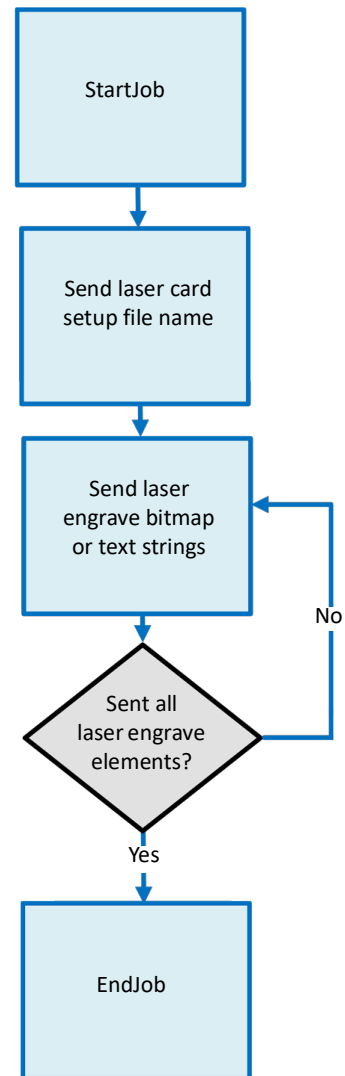 StartJob
Send laser card
setup file name
Send laser
engrave bitmap
or text strings
No
Sent all
laser engrave
elements?
Yes
EndJob